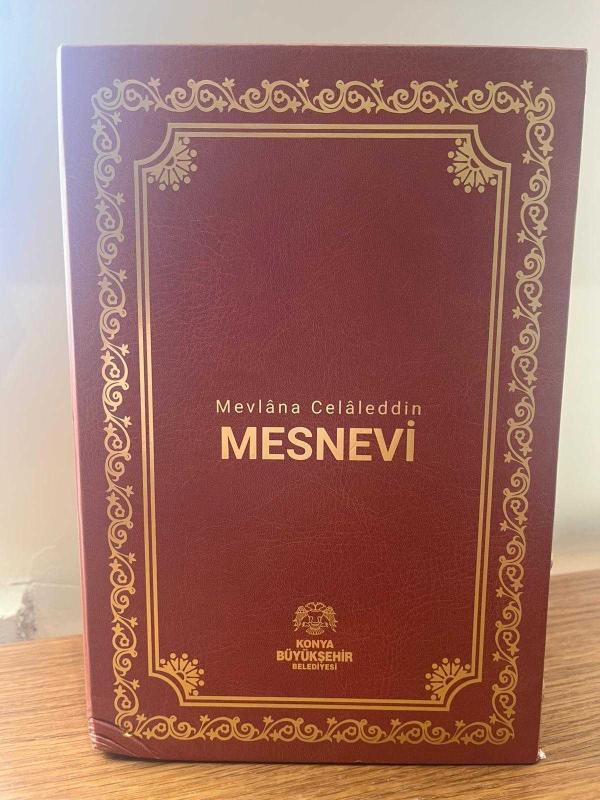 Mevlâna Celâleddin
MESNEVİ
KONYA
BÜYÜKŞEHİR
BELEDİYESİ